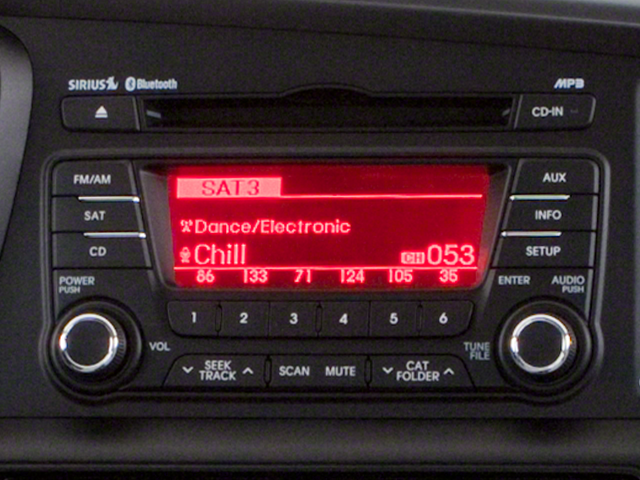 SIRIUS Bluetooth MP3
CD-IN
FM/AM AUX
SAT3
SAT INFO
Dance/Electronic
CD SETUP
Chill CH 053
86 133 71 124 105 35
POWER PUSH ENTER AUDIO PUSH
1 2 3 4 5 6
VOL TUNE FILE
SEEK TRACK SCAN MUTE CAT FOLDER